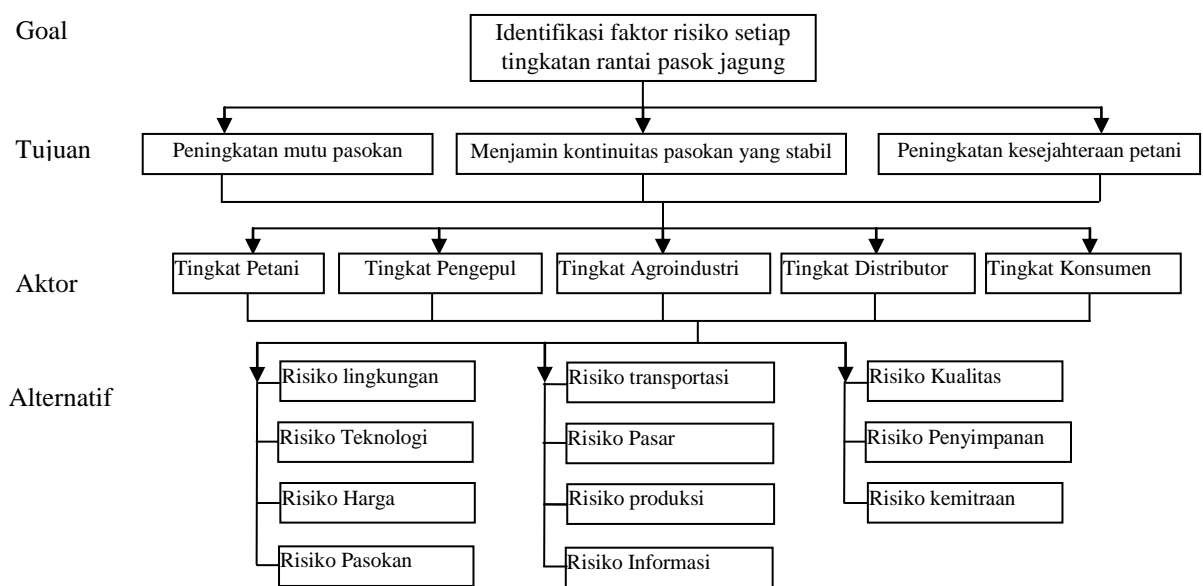 Goal
Identifikasi faktor risiko setiap
tingkatan rantai pasok jagung
Tujuan
Peningkatan mutu pasokan
Menjamin kontinuitas pasokan yang stabil
Peningkatan kesejahteraan petani
Aktor
Tingkat Petani
Tingkat Pengepul
Tingkat Agroindustri
Tingkat Distributor
Tingkat Konsumen
Alternatif
Risiko lingkungan
Risiko Teknologi
Risiko Harga
Risiko Pasokan
Risiko transportasi
Risiko Pasar
Risiko produksi
Risiko Informasi
Risiko Kualitas
Risiko Penyimpanan
Risiko kemitraan